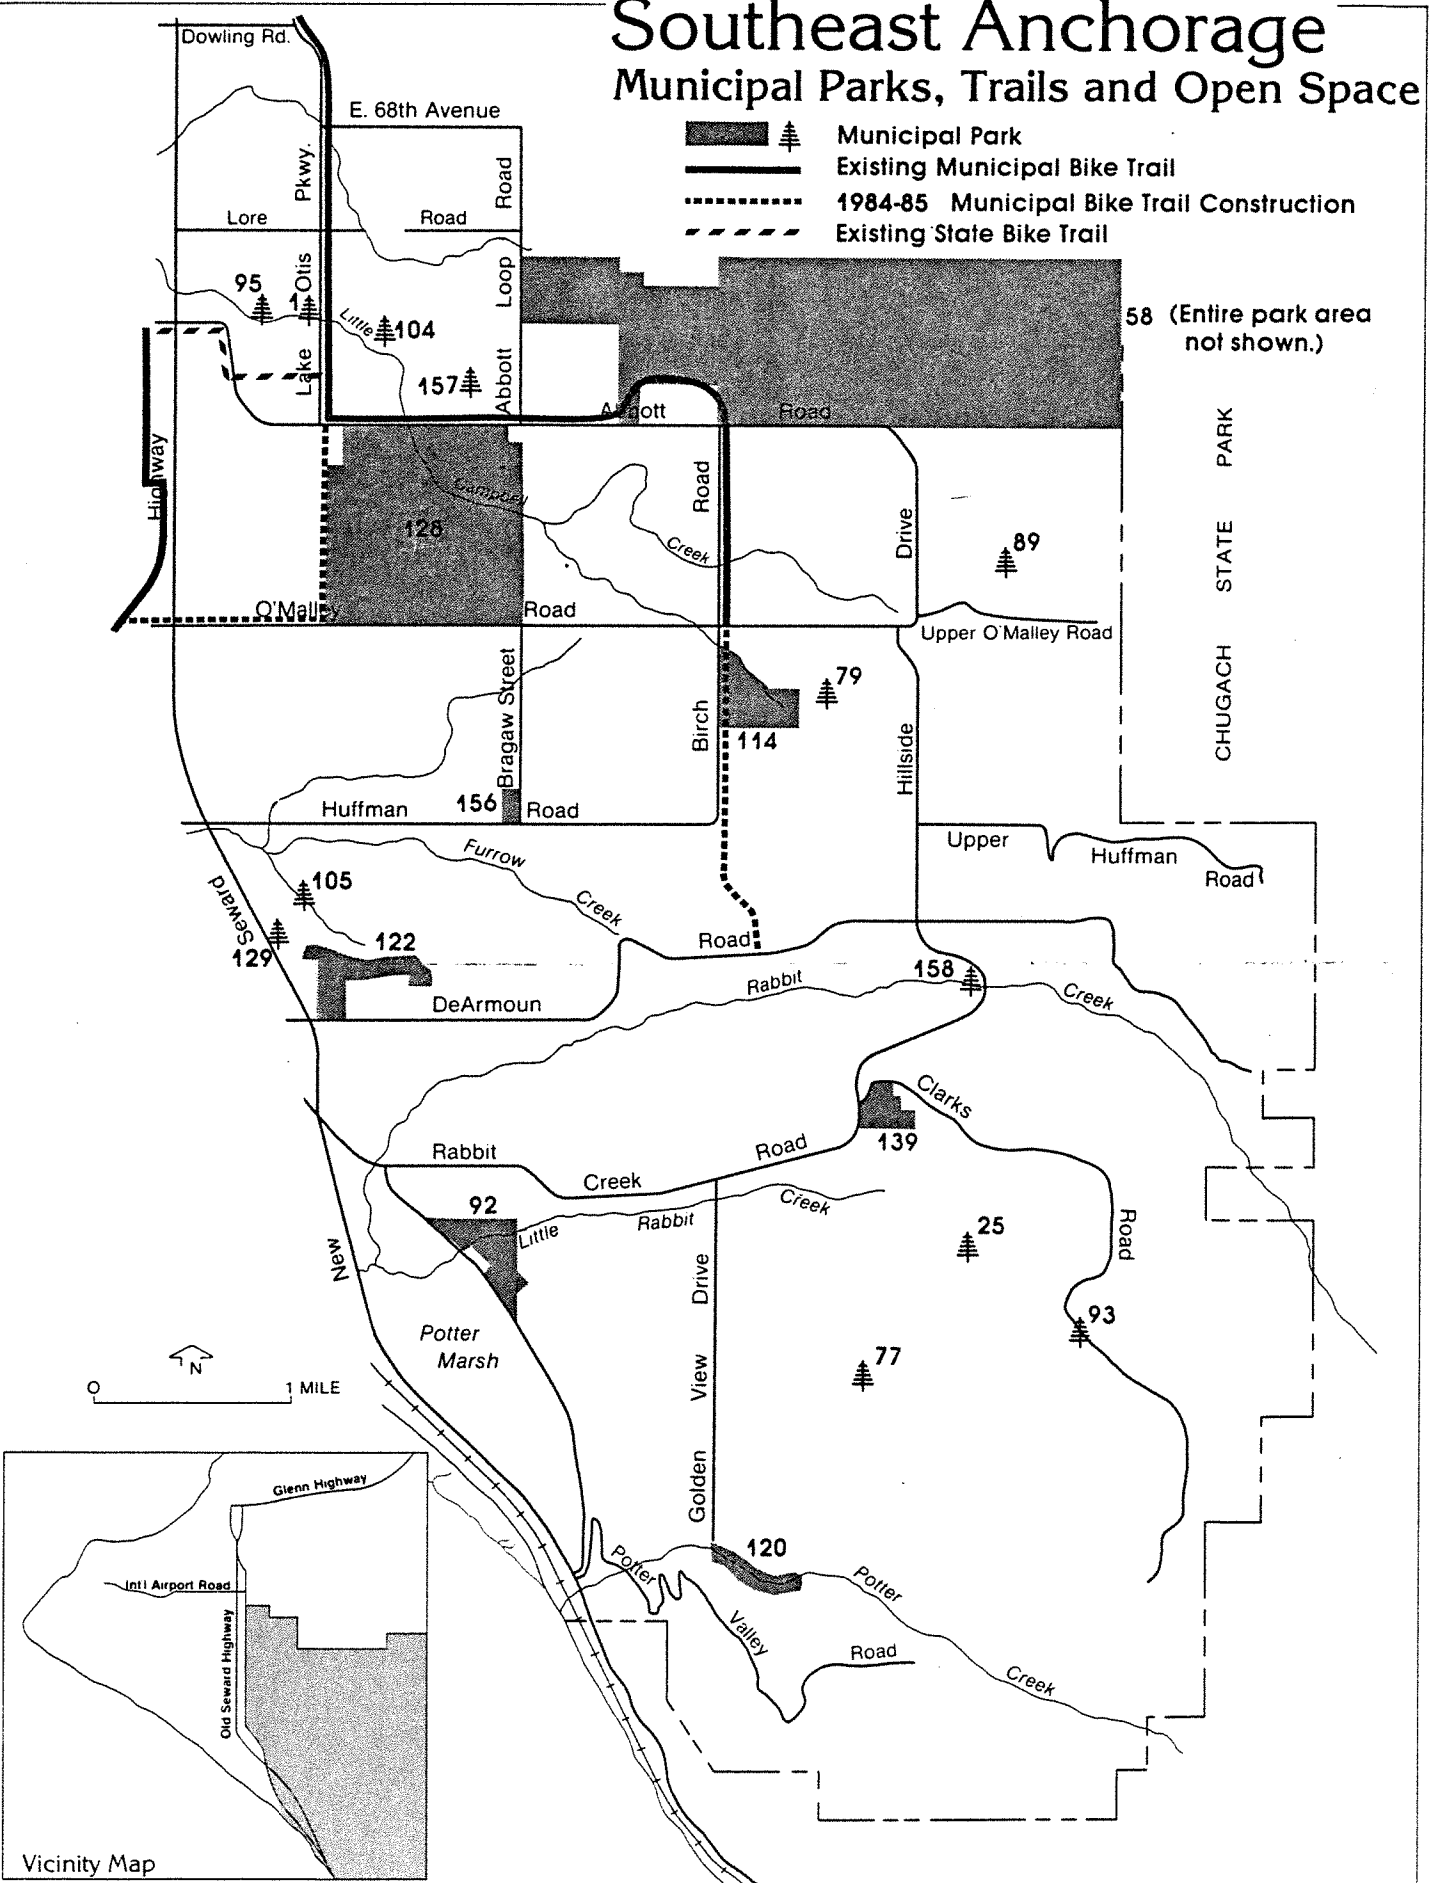 Southeast Anchorage
Municipal Parks, Trails and Open Space
Municipal Park
Existing Municipal Bike Trail
1984-85 Municipal Bike Trail Construction
Existing State Bike Trail
Dowling Rd.
E. 68th Avenue
Lake Otis Pkwy.
Abbott Loop Road
Lore Road
95
1
Little
104
157
58 (Entire park area
not shown.)
Abbott Road
Highway
128
Campbell
Creek
Road
Drive
89
CHUGACH STATE PARK
O'Malley Road
Upper O'Malley Road
Bragaw Street
Birch
114
79
Hillside
156
Huffman Road
Upper Huffman Road
Furrow Creek
105
Seward
129
122
Road
DeArmoun
Rabbit Creek
158
Clarks
139
Rabbit Creek Road
92
Little Rabbit Creek
25
Road
New
93
77
Potter
Marsh
Golden View Drive
N
0 1 MILE
120
Potter
Potter
Valley
Road
Creek
Glenn Highway
Int'l Airport Road
Old Seward Highway
Vicinity Map